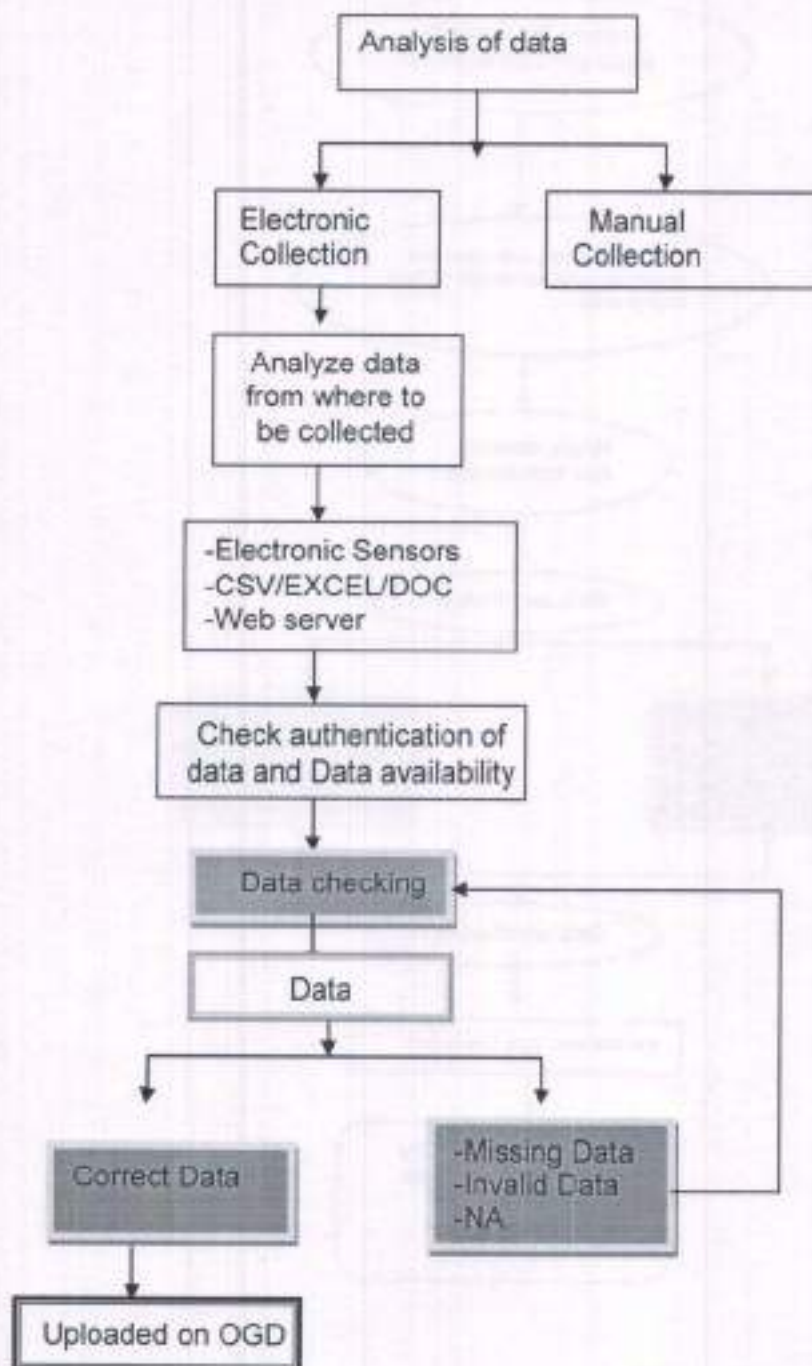 Analysis of data
Electronic
Collection
Manual
Collection
Analyze data
from where to
be collected
-Electronic Sensors
-CSV/EXCEL/DOC
-Web server
Check authentication of
data and Data availability
Data checking
Data
Correct Data
-Missing Data
-Invalid Data
-NA
Uploaded on OGD